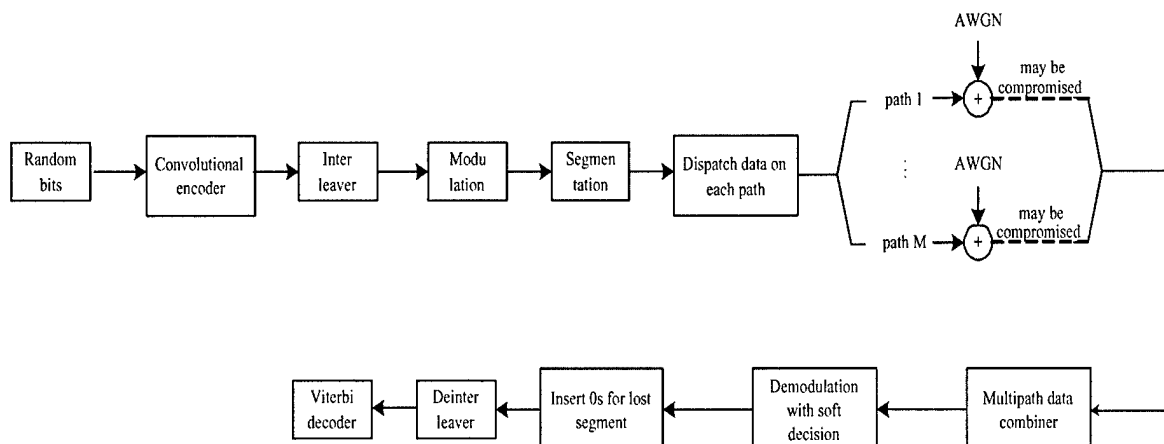 AWGN
may be
compromised
path 1
+
Random
bits
Convolutional
encoder
Inter
leaver
Modu
lation
Segmen
tation
Dispatch data on
each path
⋮
AWGN
may be
compromised
path M
+
Viterbi
decoder
Deinter
leaver
Insert 0s for lost
segment
Demodulation
with soft
decision
Multipath data
combiner